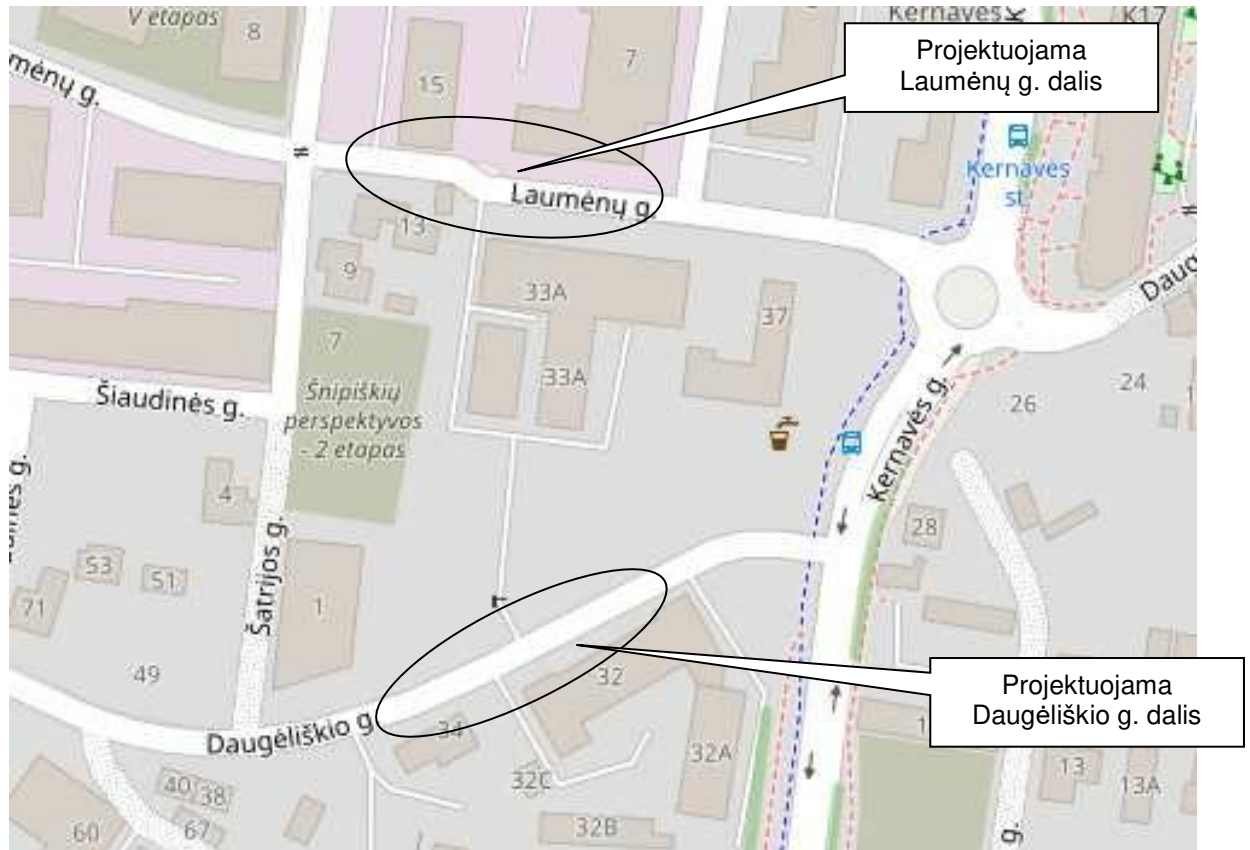 V etapas
8
Kernavės
K
K17
Projektuojama
Laumėnų g. dalis
mėnų g.
15
7
Kernavės
st.
Laumėnų g.
13
9
33A
37
Daug
7
Šnipiškių
perspektyvos
- 2 etapas
33A
Šiaudinės g.
24
26
Kernavės g.
4
Šatrijos g.
28
53
51
71
1
49
32
Projektuojama
Daugėliškio g. dalis
Daugėliškio g.
34
32A
32C
40
38
67
60
32B
13
13A
g.